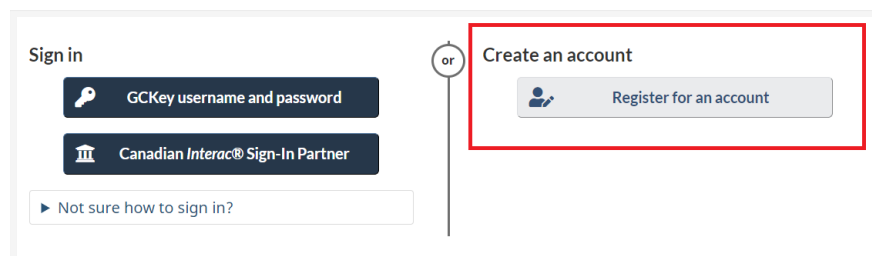 Sign in
GCKey username and password
Canadian Interac® Sign-In Partner
Not sure how to sign in?
or
Create an account
Register for an account